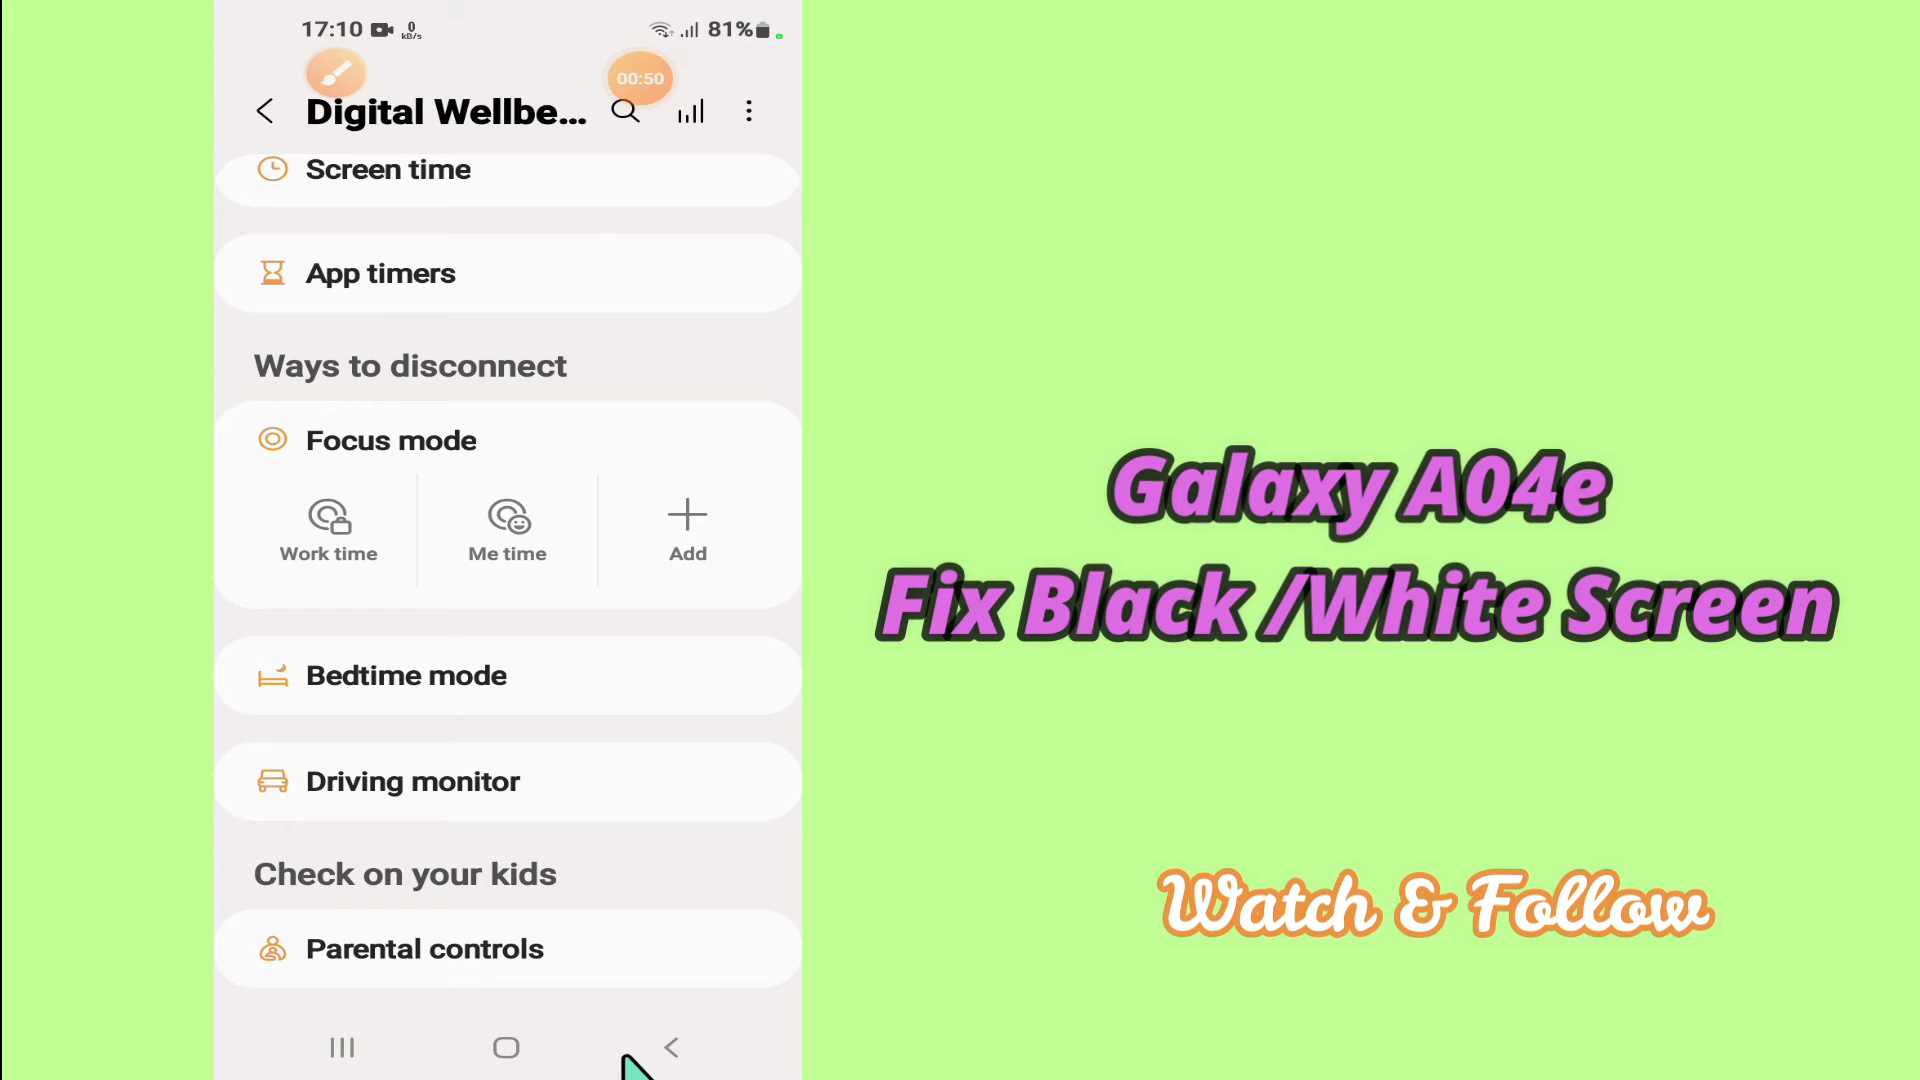 17:10 0 kB/s 81%
00:50
Digital Wellbe...
Screen time
App timers
Ways to disconnect
Focus mode
Work time Me time Add
Bedtime mode
Driving monitor
Check on your kids
Parental controls
Galaxy A04e
Fix Black /White Screen
Watch & Follow